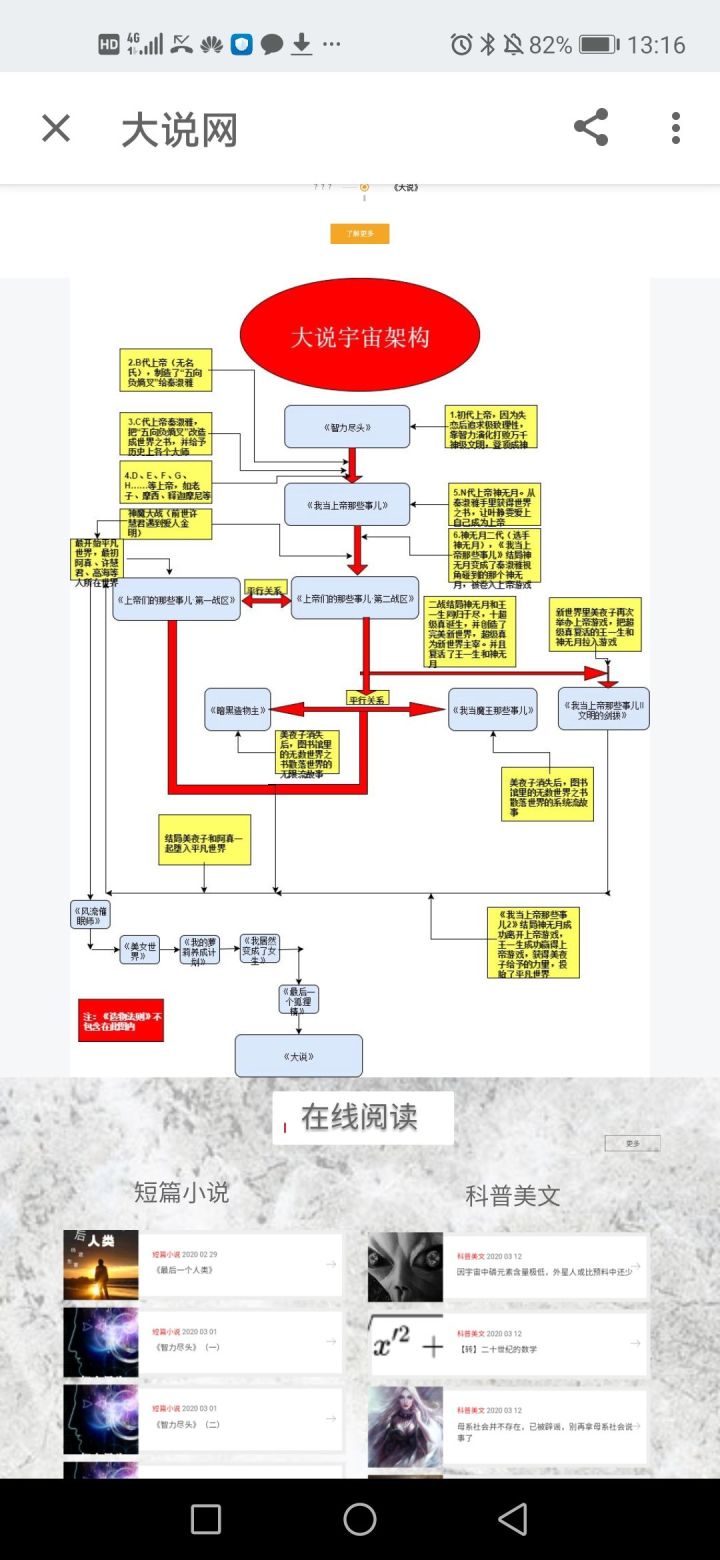 HD 4G 82% 13:16
大说网
? ? ?
《大说》
了解更多
大说宇宙架构
2.B代上帝（无名
氏），制造了“五向
负熵叉”给秦淑雅
《智力尽头》
1.初代上帝，因为失
恋后追求极致理性，
靠智力演化打败万千
神级文明，登顶成神
3.C代上帝秦淑雅，
把“五向负熵叉”改造
成世界之书，并给予
历史上各个大师
4.D、E、F、G、
H……等上帝，如老
子、摩西、释迦摩尼等
《我当上帝那些事儿》
5.N代上帝神无月。从
秦淑雅手里获得世界
之书，让叶静雯爱上
自己成为上帝
神魔大战（前世许
慧君遇到爱人金
明）
6.神无月二代（选手
神无月），《我当上
帝那些事儿》结局神
无月变成了秦淑雅视
角碰到的那个神无
月，被卷入上帝游戏
最开始平凡
世界，最初
阿真、许慧
君、高海等
人所在世界
《上帝们的那些事儿·第一战区》
平行关系
《上帝们的那些事儿·第二战区》
二战结局神无月和王
一生同归于尽，十超
级真诞生，并创造了
完美新世界，超级真
为新世界主宰。并且
复活了王一生和神无
月
新世界里美夜子再次
举办上帝游戏，把超
级真复活的王一生和
神无月拉入游戏
《暗黑造物主》
平行关系
《我当魔王那些事儿》
《我当上帝那些事儿II
文明的剑拔》
美夜子消失
后，图书馆里
的无数世界之
书散落世界的
无限流故事
美夜子消失后，图书
馆里的无数世界之书
散落世界的系统流故
事
结局美夜子和阿真一
起堕入平凡世界
《风流催
眠师》
《美女世
界》
《我的萝
莉养成计
划》
《我居然
变成了女
生》
《我当上帝那些事
儿2》结局神无月成
功离开上帝游戏，
王一生成功赢得上
帝游戏，获得美夜
子给予的力量，投
胎了平凡世界
《最后一
个狐狸
精》
注：《造物法则》不
包含在此图内
《大说》
在线阅读
更多
短篇小说
科普美文
后
人类
短篇小说 2020 02 29
《最后一个人类》
科普美文 2020 03 12
因宇宙中磷元素含量极低，外星人或比预料中还少
短篇小说 2020 03 01
《智力尽头》（一）
x′2 +
科普美文 2020 03 12
【转】二十世纪的数学
短篇小说 2020 03 01
《智力尽头》（二）
科普美文 2020 03 12
母系社会并不存在，已被辟谣，别再拿母系社会说
事了